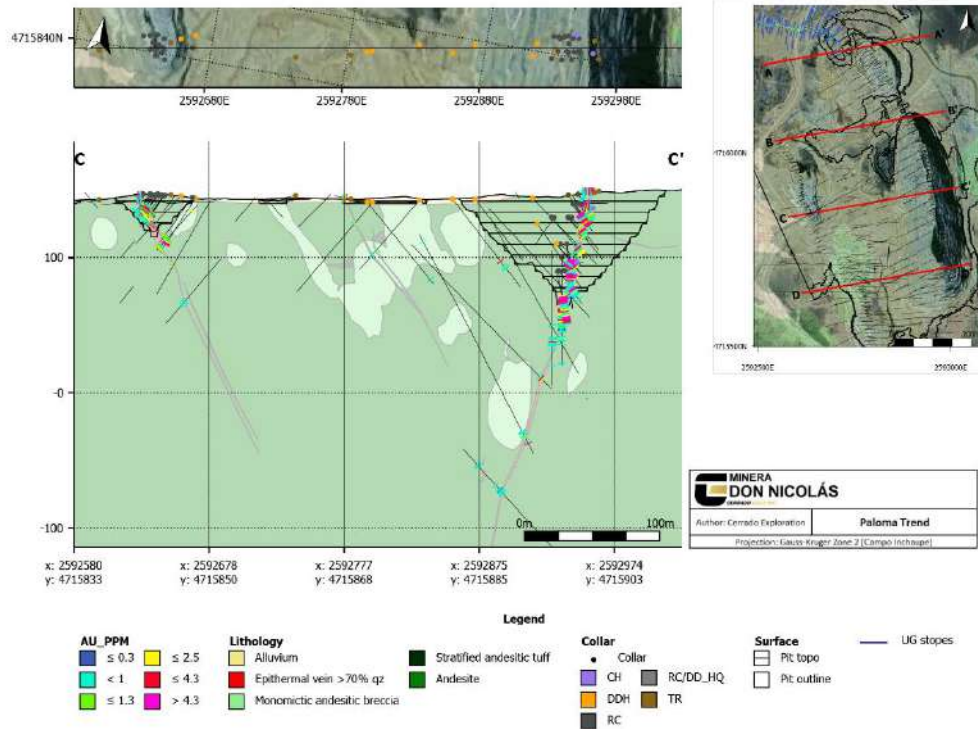 4715840N
2592680E
2592780E
2592880E
2592980E
C
C'
100
-0
-100
0m
100m
x: 2592580
y: 4715833
x: 2592678
y: 4715850
x: 2592777
y: 4715868
x: 2592875
y: 4715885
x: 2592974
y: 4715903
A
A'
B
B'
C
D
4716000N
4715500N
2592500E
2593000E
MINERA
DON NICOLÁS
Author: Cerrado Exploration
Paloma Trend
Projection: Gauss-Kruger Zone 2 (Campo Inchaupe)
Legend
AU_PPM
≤ 0.3
< 1
≤ 1.3
≤ 2.5
≤ 4.3
> 4.3
Lithology
Alluvium
Epithermal vein >70% qz
Monomictic andesitic breccia
Stratified andesitic tuff
Andesite
Collar
Collar
CH
DDH
RC
RC/DD_HQ
TR
Surface
Pit topo
Pit outline
UG stopes